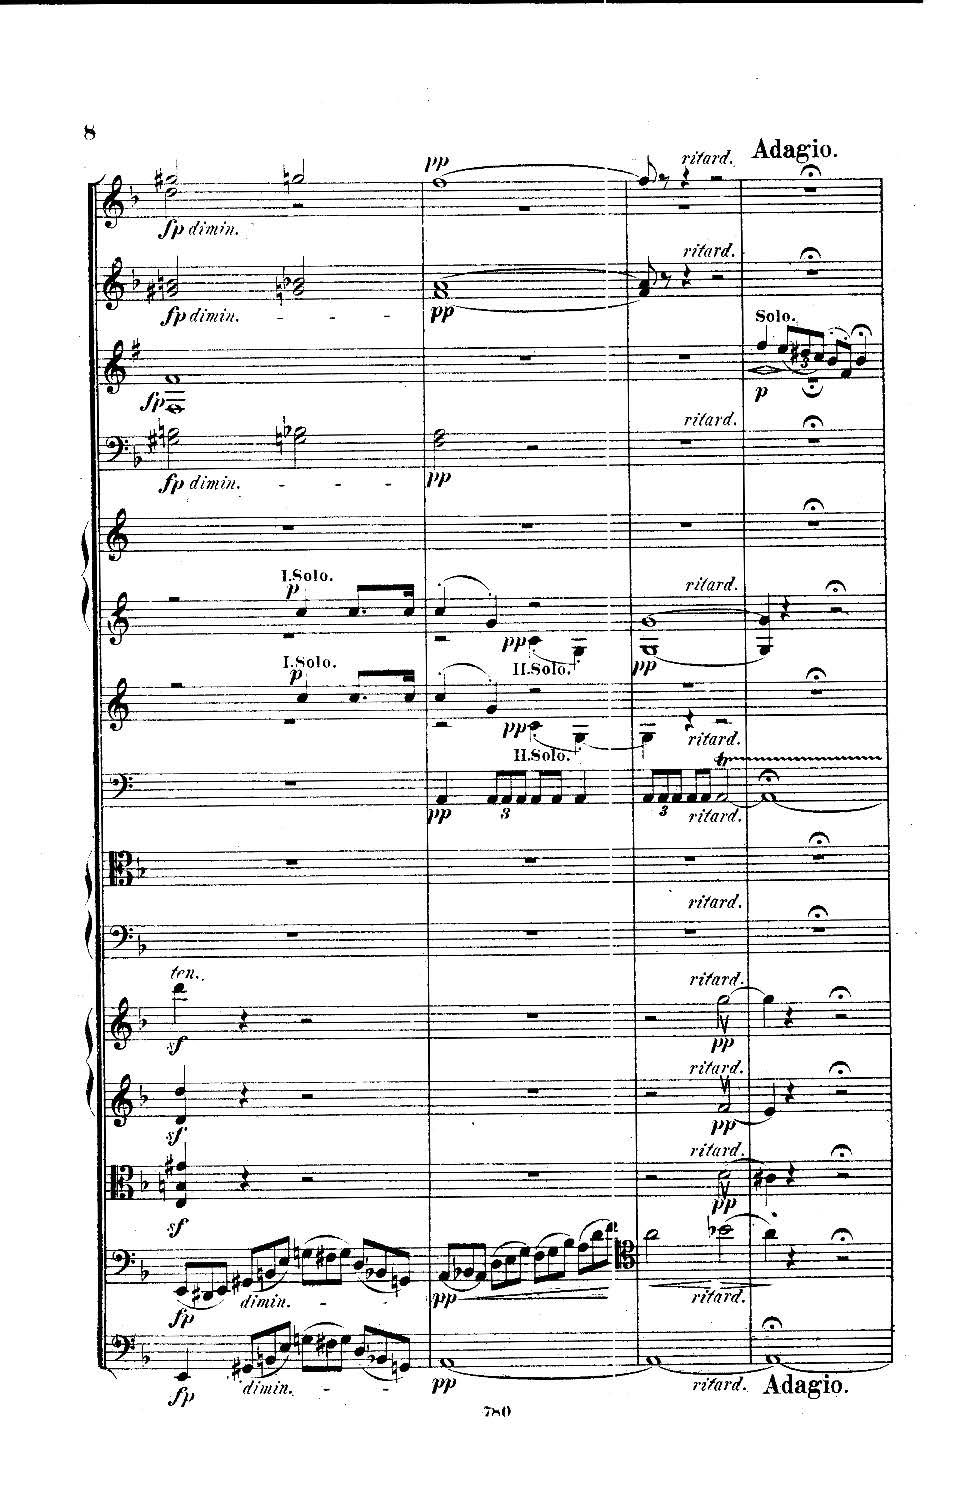 8
Adagio.
pp
ritard.
fp dimin.
ritard.
fp dimin.
pp
Solo.
3
fp
p
ritard.
fp dimin.
pp
I.Solo.
p
ritard.
pp
I.Solo.
p
II.Solo.
pp
pp
ritard.
II.Solo.
tr
pp
3
3
ritard.
ritard.
ten.
ritard.
sf
pp
ritard.
sf
pp
ritard.
sf
pp
fp
dimin.
pp
ritard.
fp
dimin.
pp
ritard.
Adagio.
780